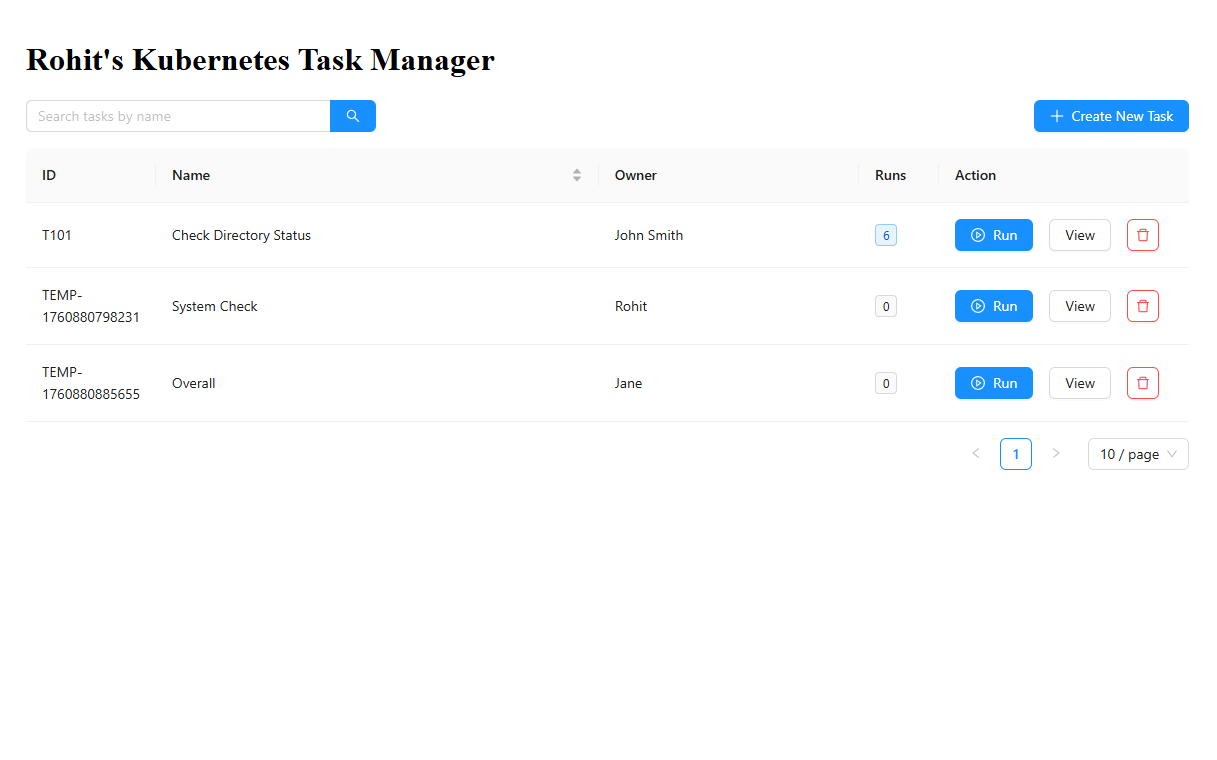 Rohit's Kubernetes Task Manager
Search tasks by name
Create New Task
ID Name Owner Runs Action
T101 Check Directory Status John Smith 6 Run View
TEMP-
1760880798231 System Check Rohit 0 Run View
TEMP-
1760880885655 Overall Jane 0 Run View
1 10 / page